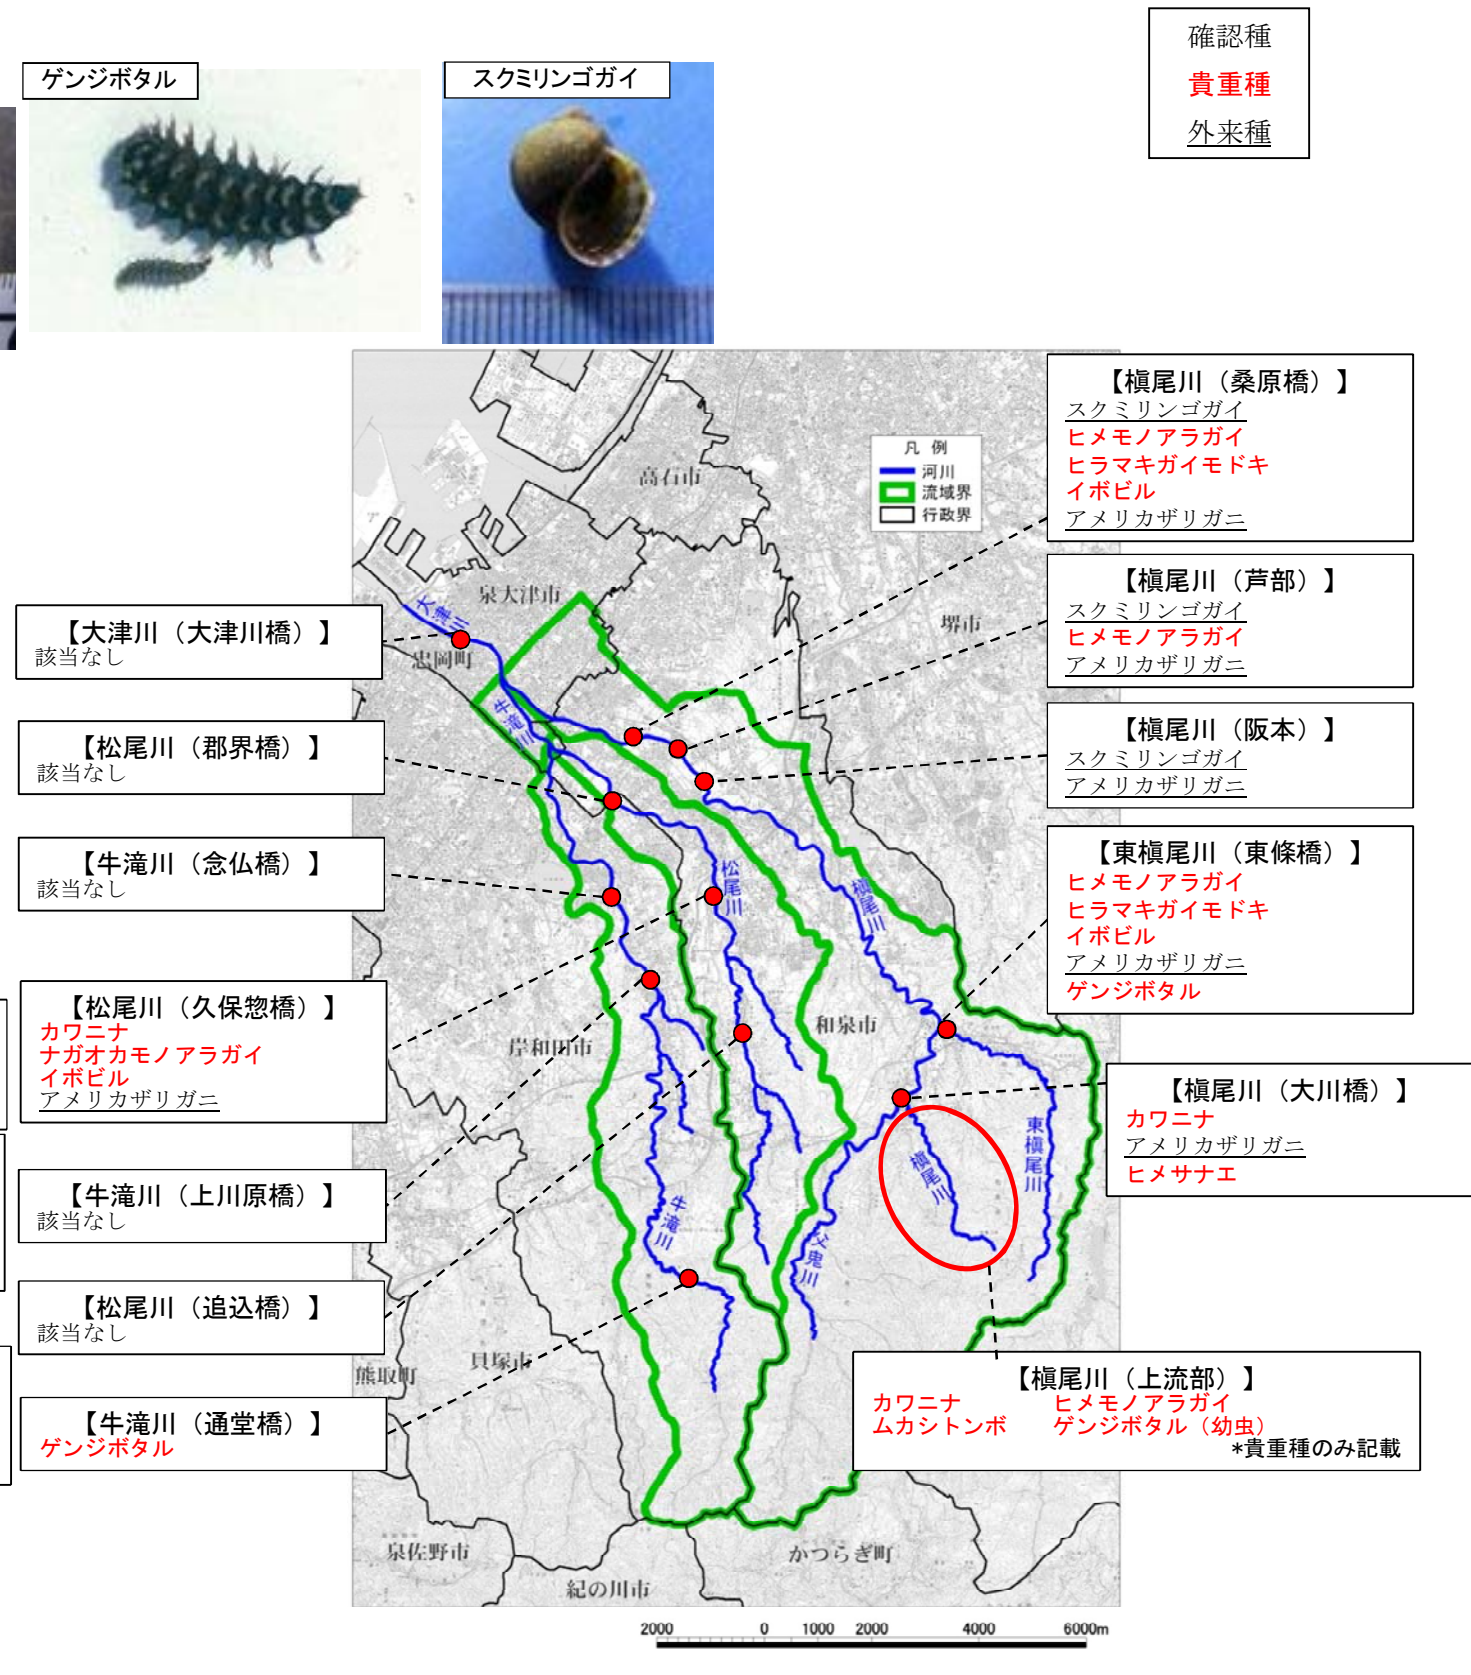 確認種
貴重種
外来種
ゲンジボタル
スクミリンゴガイ
【槇尾川（桑原橋）】
スクミリンゴガイ
ヒメモノアラガイ
ヒラマキガイモドキ
イボビル
アメリカザリガニ
【槇尾川（芦部）】
スクミリンゴガイ
ヒメモノアラガイ
アメリカザリガニ
【槇尾川（阪本）】
スクミリンゴガイ
アメリカザリガニ
【東槇尾川（東條橋）】
ヒメモノアラガイ
ヒラマキガイモドキ
イボビル
アメリカザリガニ
ゲンジボタル
【槇尾川（大川橋）】
カワニナ
アメリカザリガニ
ヒメサナエ
【槇尾川（上流部）】
カワニナ ヒメモノアラガイ
ムカシトンボ ゲンジボタル（幼虫）
*貴重種のみ記載
【大津川（大津川橋）】
該当なし
【松尾川（郡界橋）】
該当なし
【牛滝川（念仏橋）】
該当なし
【松尾川（久保惣橋）】
カワニナ
ナガオカモノアラガイ
イボビル
アメリカザリガニ
【牛滝川（上川原橋）】
該当なし
【松尾川（追込橋）】
該当なし
【牛滝川（通堂橋）】
ゲンジボタル
凡例
河川
流域界
行政界
高石市
泉大津市
堺市
忠岡町
大津川
牛滝川
松尾川
槇尾川
和泉市
岸和田市
東槇尾川
槇尾川
牛滝川
父鬼川
貝塚市
熊取町
泉佐野市
紀の川市
かつらぎ町
2000 0 1000 2000 4000 6000m